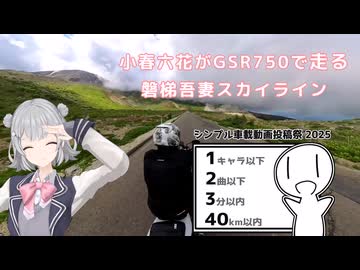 小春六花がGSR750で走る
磐梯吾妻スカイライン
シンプル車載動画投稿祭 2025
1キャラ以下
2曲以下
3分以内
40km以内